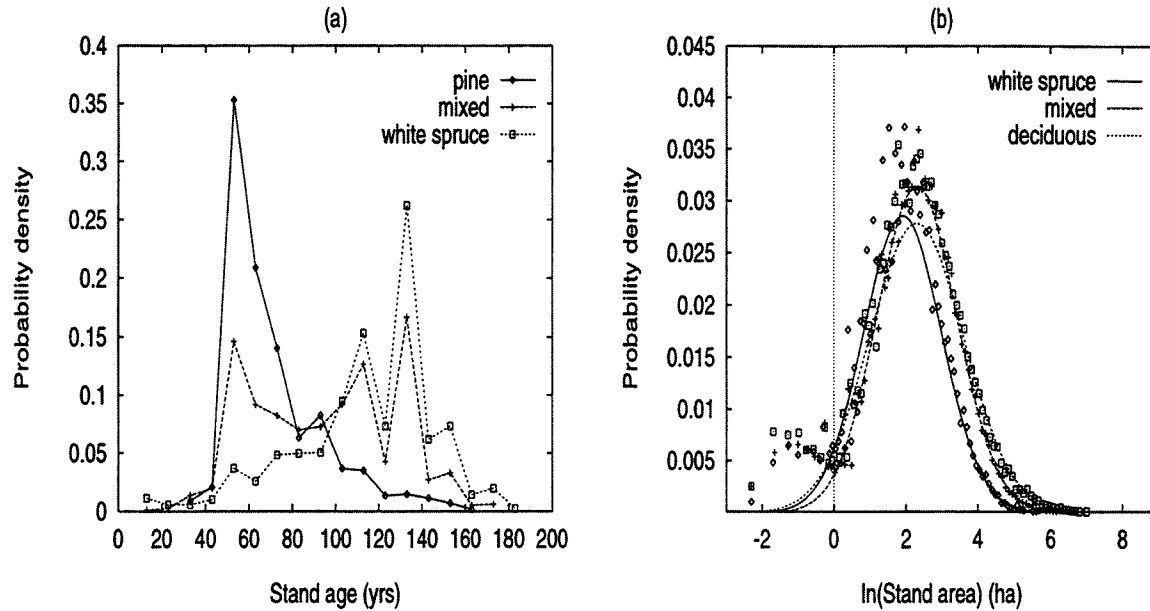 (a)
0.4
0.35
0.3
0.25
0.2
0.15
0.1
0.05
0
Probability density
pine
mixed
white spruce
0 20 40 60 80 100 120 140 160 180 200
Stand age (yrs)
(b)
0.045
0.04
0.035
0.03
0.025
0.02
0.015
0.01
0.005
Probability density
white spruce
mixed
deciduous
-2 0 2 4 6 8
ln(Stand area) (ha)